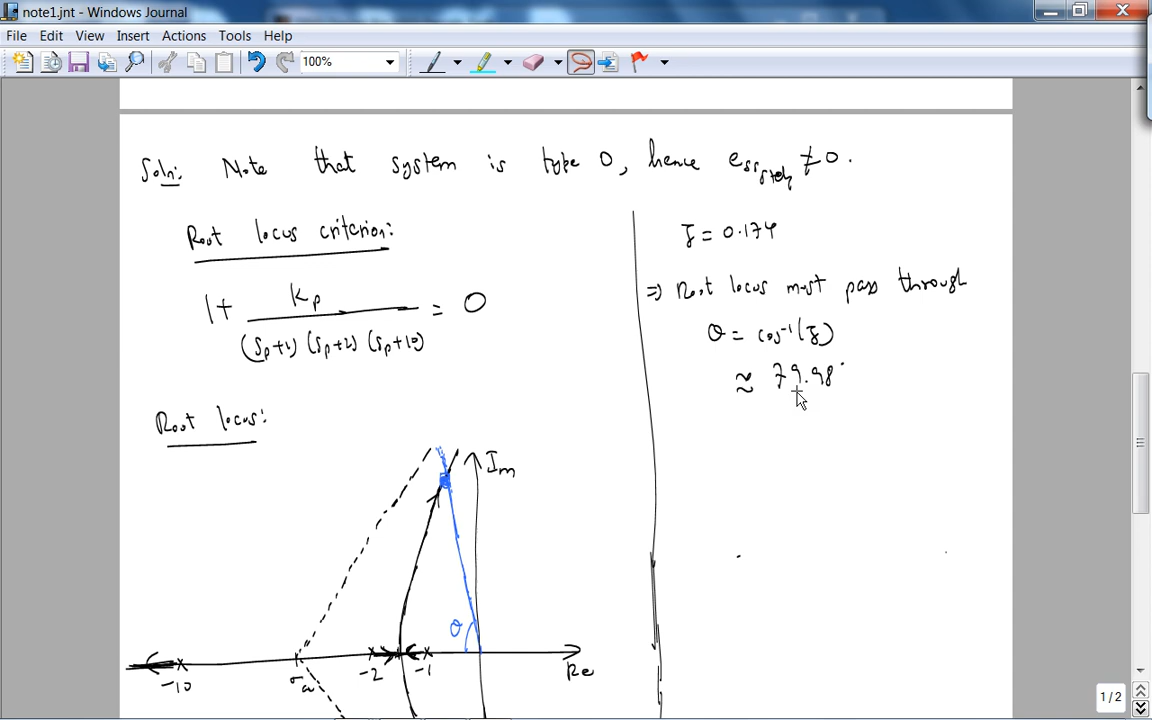 note1.jnt - Windows Journal
File Edit View Insert Actions Tools Help
100%
Soln: Note that system is type 0, hence e_ss_step ≠ 0.
Root locus criterion:
1 + Kp / (Sp+1) (Sp+2) (Sp+10) = 0
Root locus:
Im
θ
-10 σa -2 -1 Re
ζ = 0.174
⇒ Root locus must pass through
θ = cos⁻¹(ζ)
≈ 79.98°
1 / 2